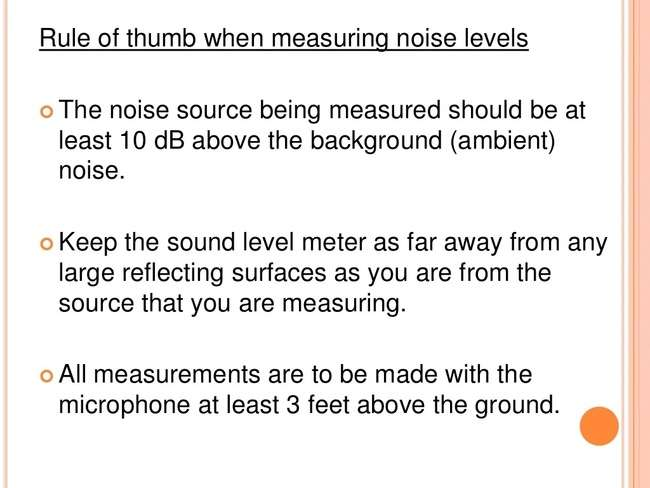 Rule of thumb when measuring noise levels
The noise source being measured should be at
least 10 dB above the background (ambient)
noise.
Keep the sound level meter as far away from any
large reflecting surfaces as you are from the
source that you are measuring.
All measurements are to be made with the
microphone at least 3 feet above the ground.